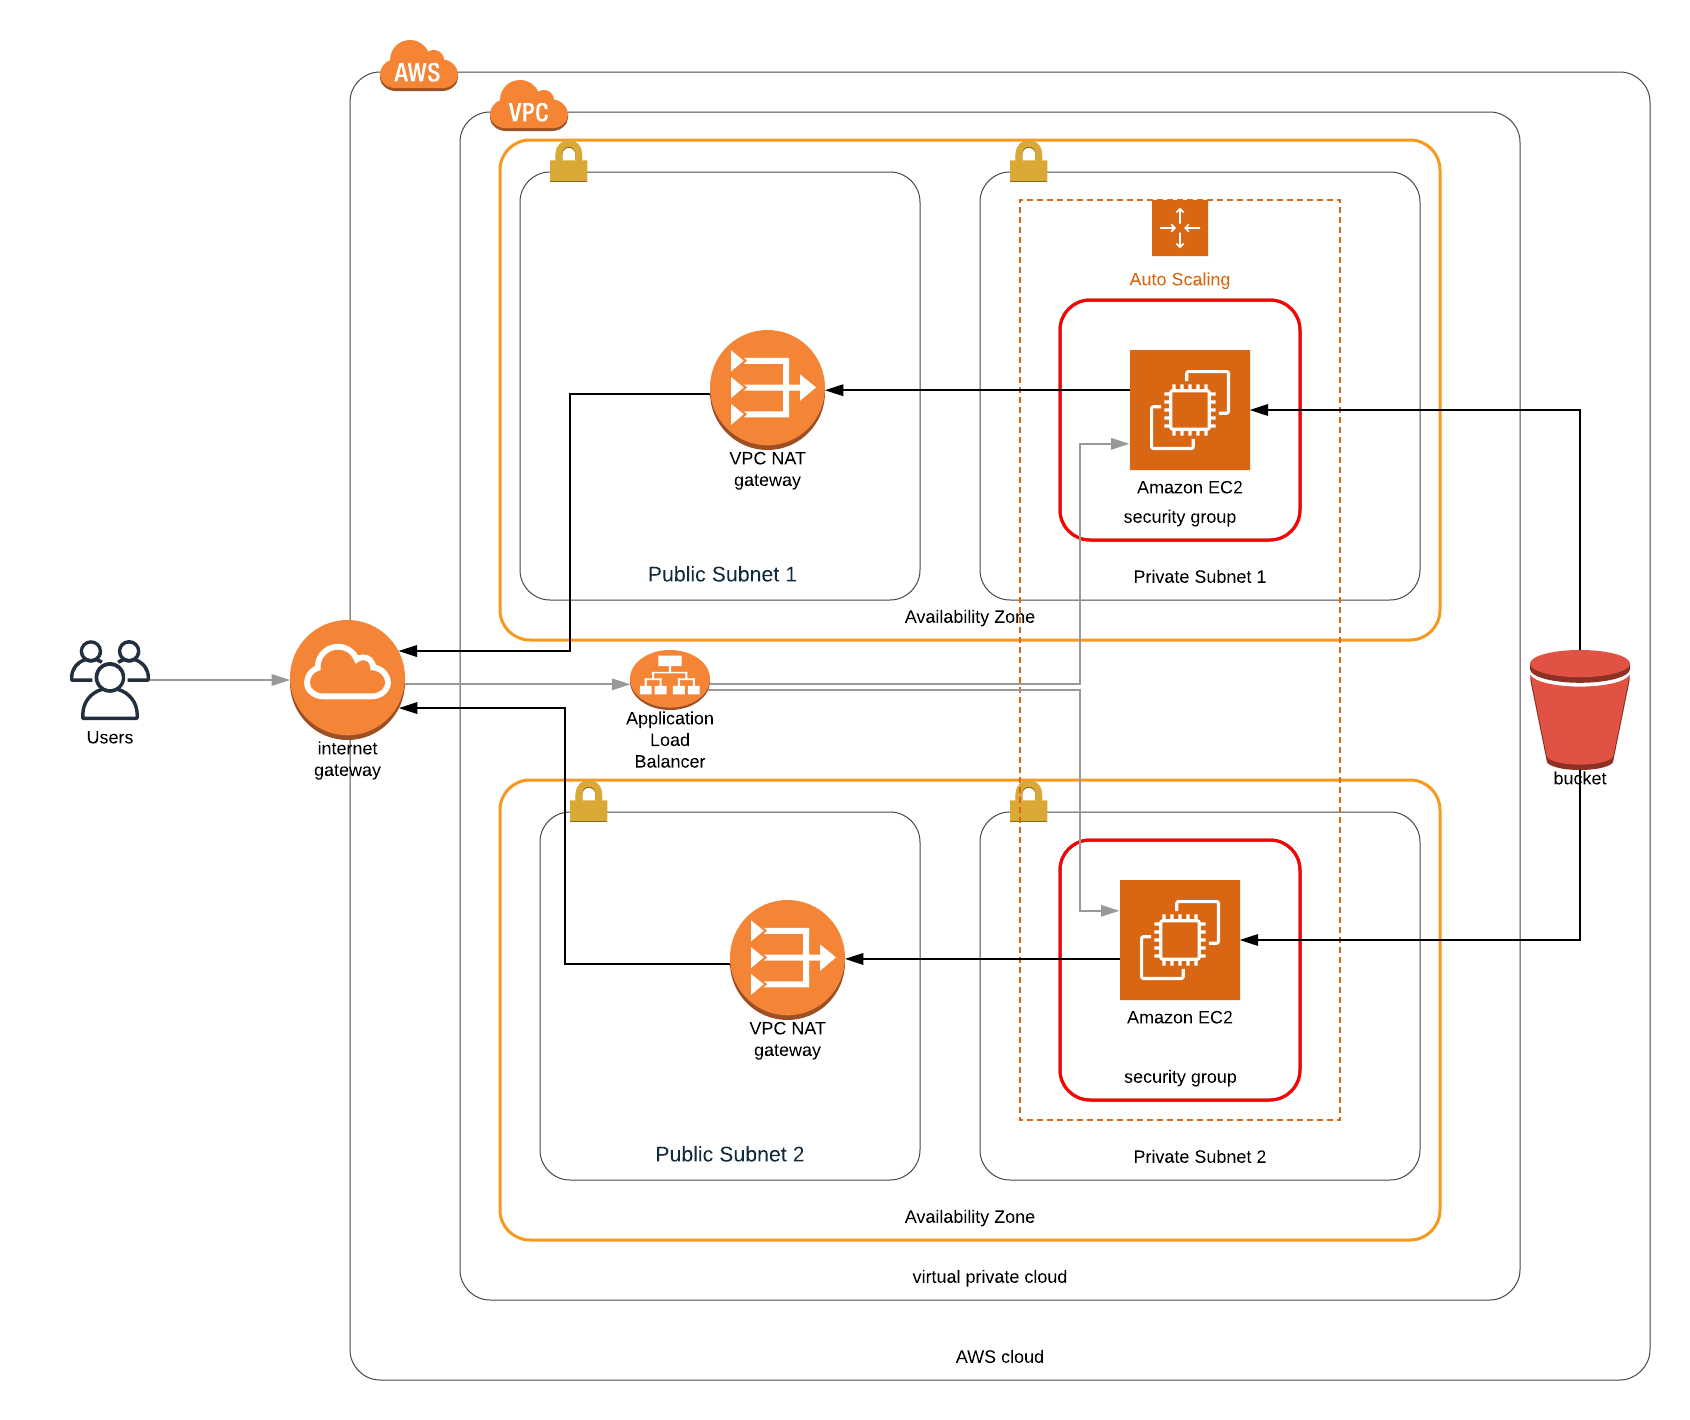 AWS
VPC
Auto Scaling
VPC NAT
gateway
Amazon EC2
security group
Public Subnet 1
Private Subnet 1
Availability Zone
Users
internet
gateway
Application
Load
Balancer
bucket
VPC NAT
gateway
Amazon EC2
security group
Public Subnet 2
Private Subnet 2
Availability Zone
virtual private cloud
AWS cloud